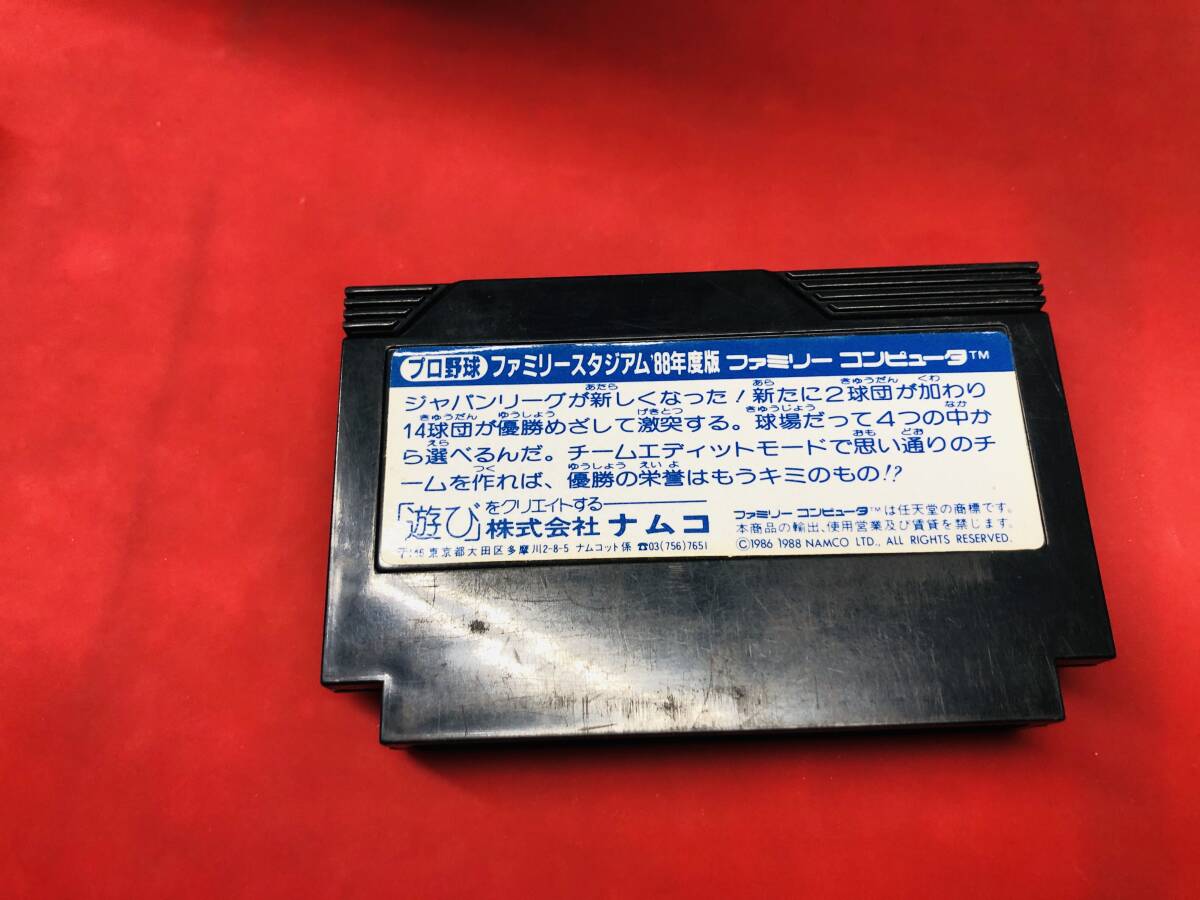 プロ野球 ファミリースタジアム'88年度版 ファミリー コンピュータ™
ジャパンリーグが新しくなった！新たに2球団が加わり
14球団が優勝めざして激突する。球場だって4つの中か
ら選べるんだ。チームエディットモードで思い通りのチ
ームを作れば、優勝の栄誉はもうキミのもの!?
「遊び」をクリエイトする
株式会社 ナムコ
〒146 東京都大田区多摩川2-8-5 ナムコット係 ☎03(756)7651
ファミリー コンピュータ™は任天堂の商標です。
本商品の輸出、使用営業及び賃貸を禁じます。
©1986 1988 NAMCO LTD., ALL RIGHTS RESERVED.